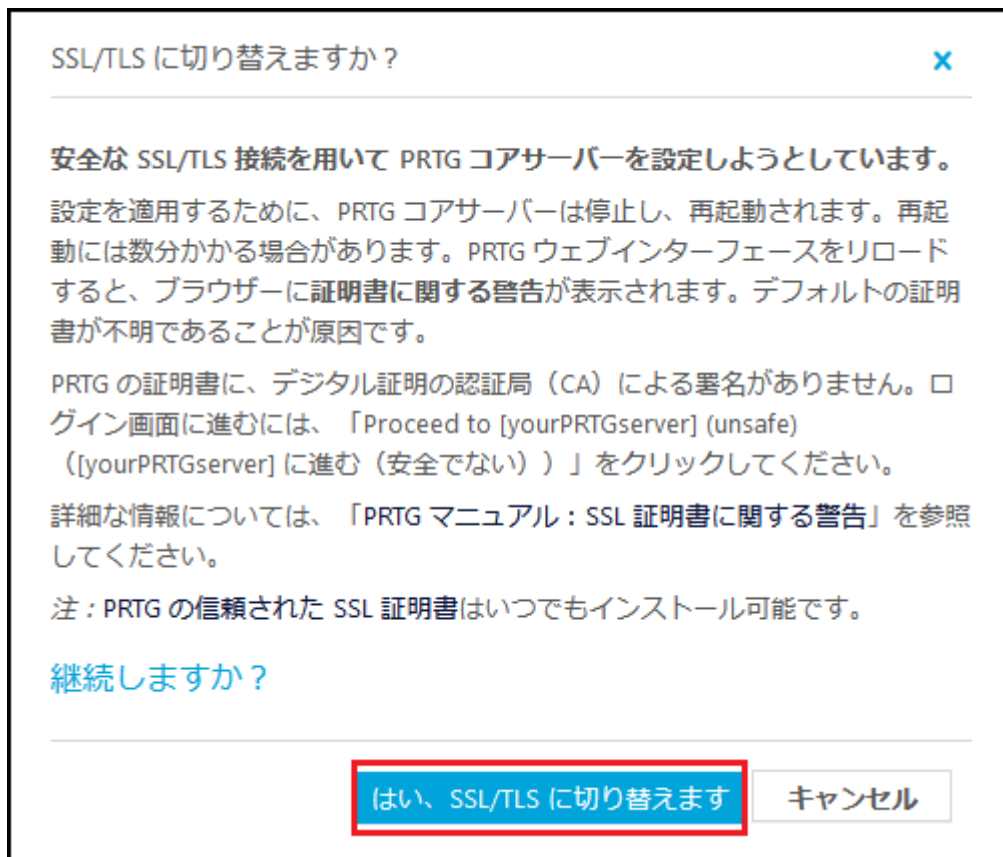 SSL/TLS に切り替えますか？
×
安全な SSL/TLS 接続を用いて PRTG コアサーバーを設定しようとしています。
設定を適用するために、PRTG コアサーバーは停止し、再起動されます。再起
動には数分かかる場合があります。PRTG ウェブインターフェースをリロード
すると、ブラウザーに証明書に関する警告が表示されます。デフォルトの証明
書が不明であることが原因です。
PRTG の証明書に、デジタル証明の認証局（CA）による署名がありません。ロ
グイン画面に進むには、「Proceed to [yourPRTGserver] (unsafe)
（[yourPRTGserver] に進む（安全でない））」をクリックしてください。
詳細な情報については、「PRTG マニュアル：SSL 証明書に関する警告」を参照
してください。
注：PRTG の信頼された SSL 証明書はいつでもインストール可能です。
継続しますか？
はい、SSL/TLS に切り替えます
キャンセル